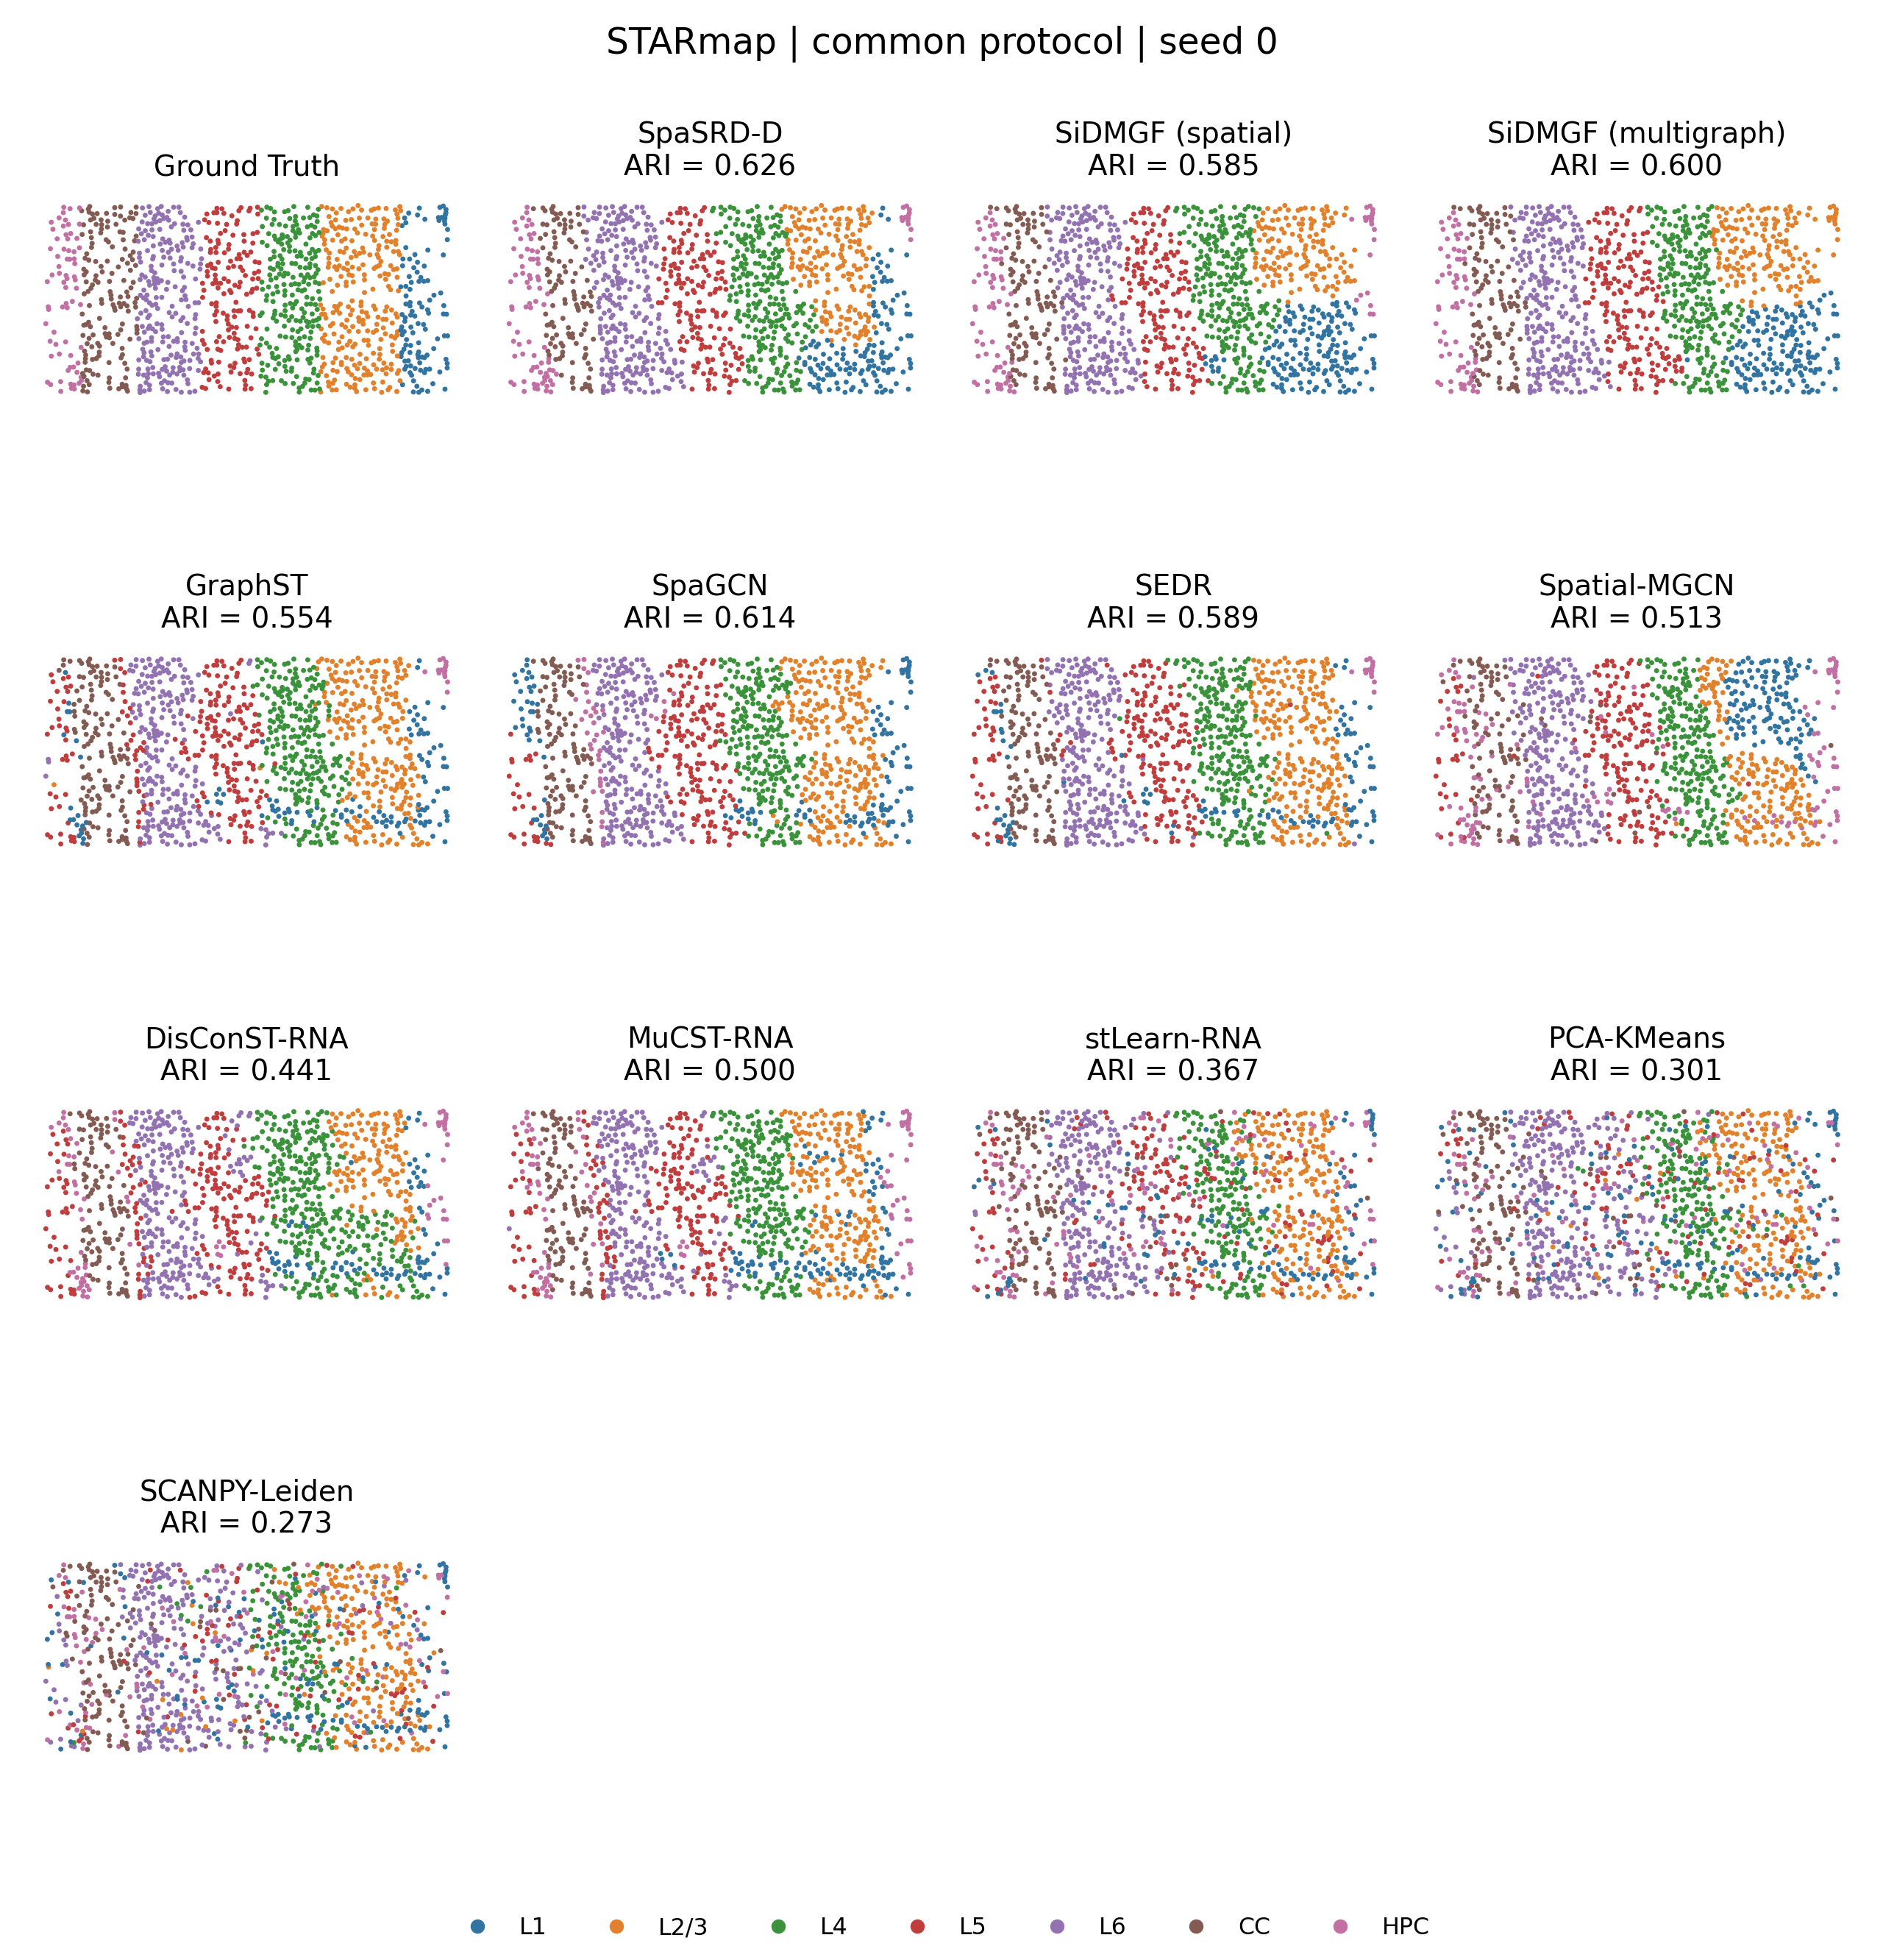 STARmap | common protocol | seed 0
Ground Truth
SpaSRD-D
ARI = 0.626
SiDMGF (spatial)
ARI = 0.585
SiDMGF (multigraph)
ARI = 0.600
GraphST
ARI = 0.554
SpaGCN
ARI = 0.614
SEDR
ARI = 0.589
Spatial-MGCN
ARI = 0.513
DisConST-RNA
ARI = 0.441
MuCST-RNA
ARI = 0.500
stLearn-RNA
ARI = 0.367
PCA-KMeans
ARI = 0.301
SCANPY-Leiden
ARI = 0.273
L1 L2/3 L4 L5 L6 CC HPC